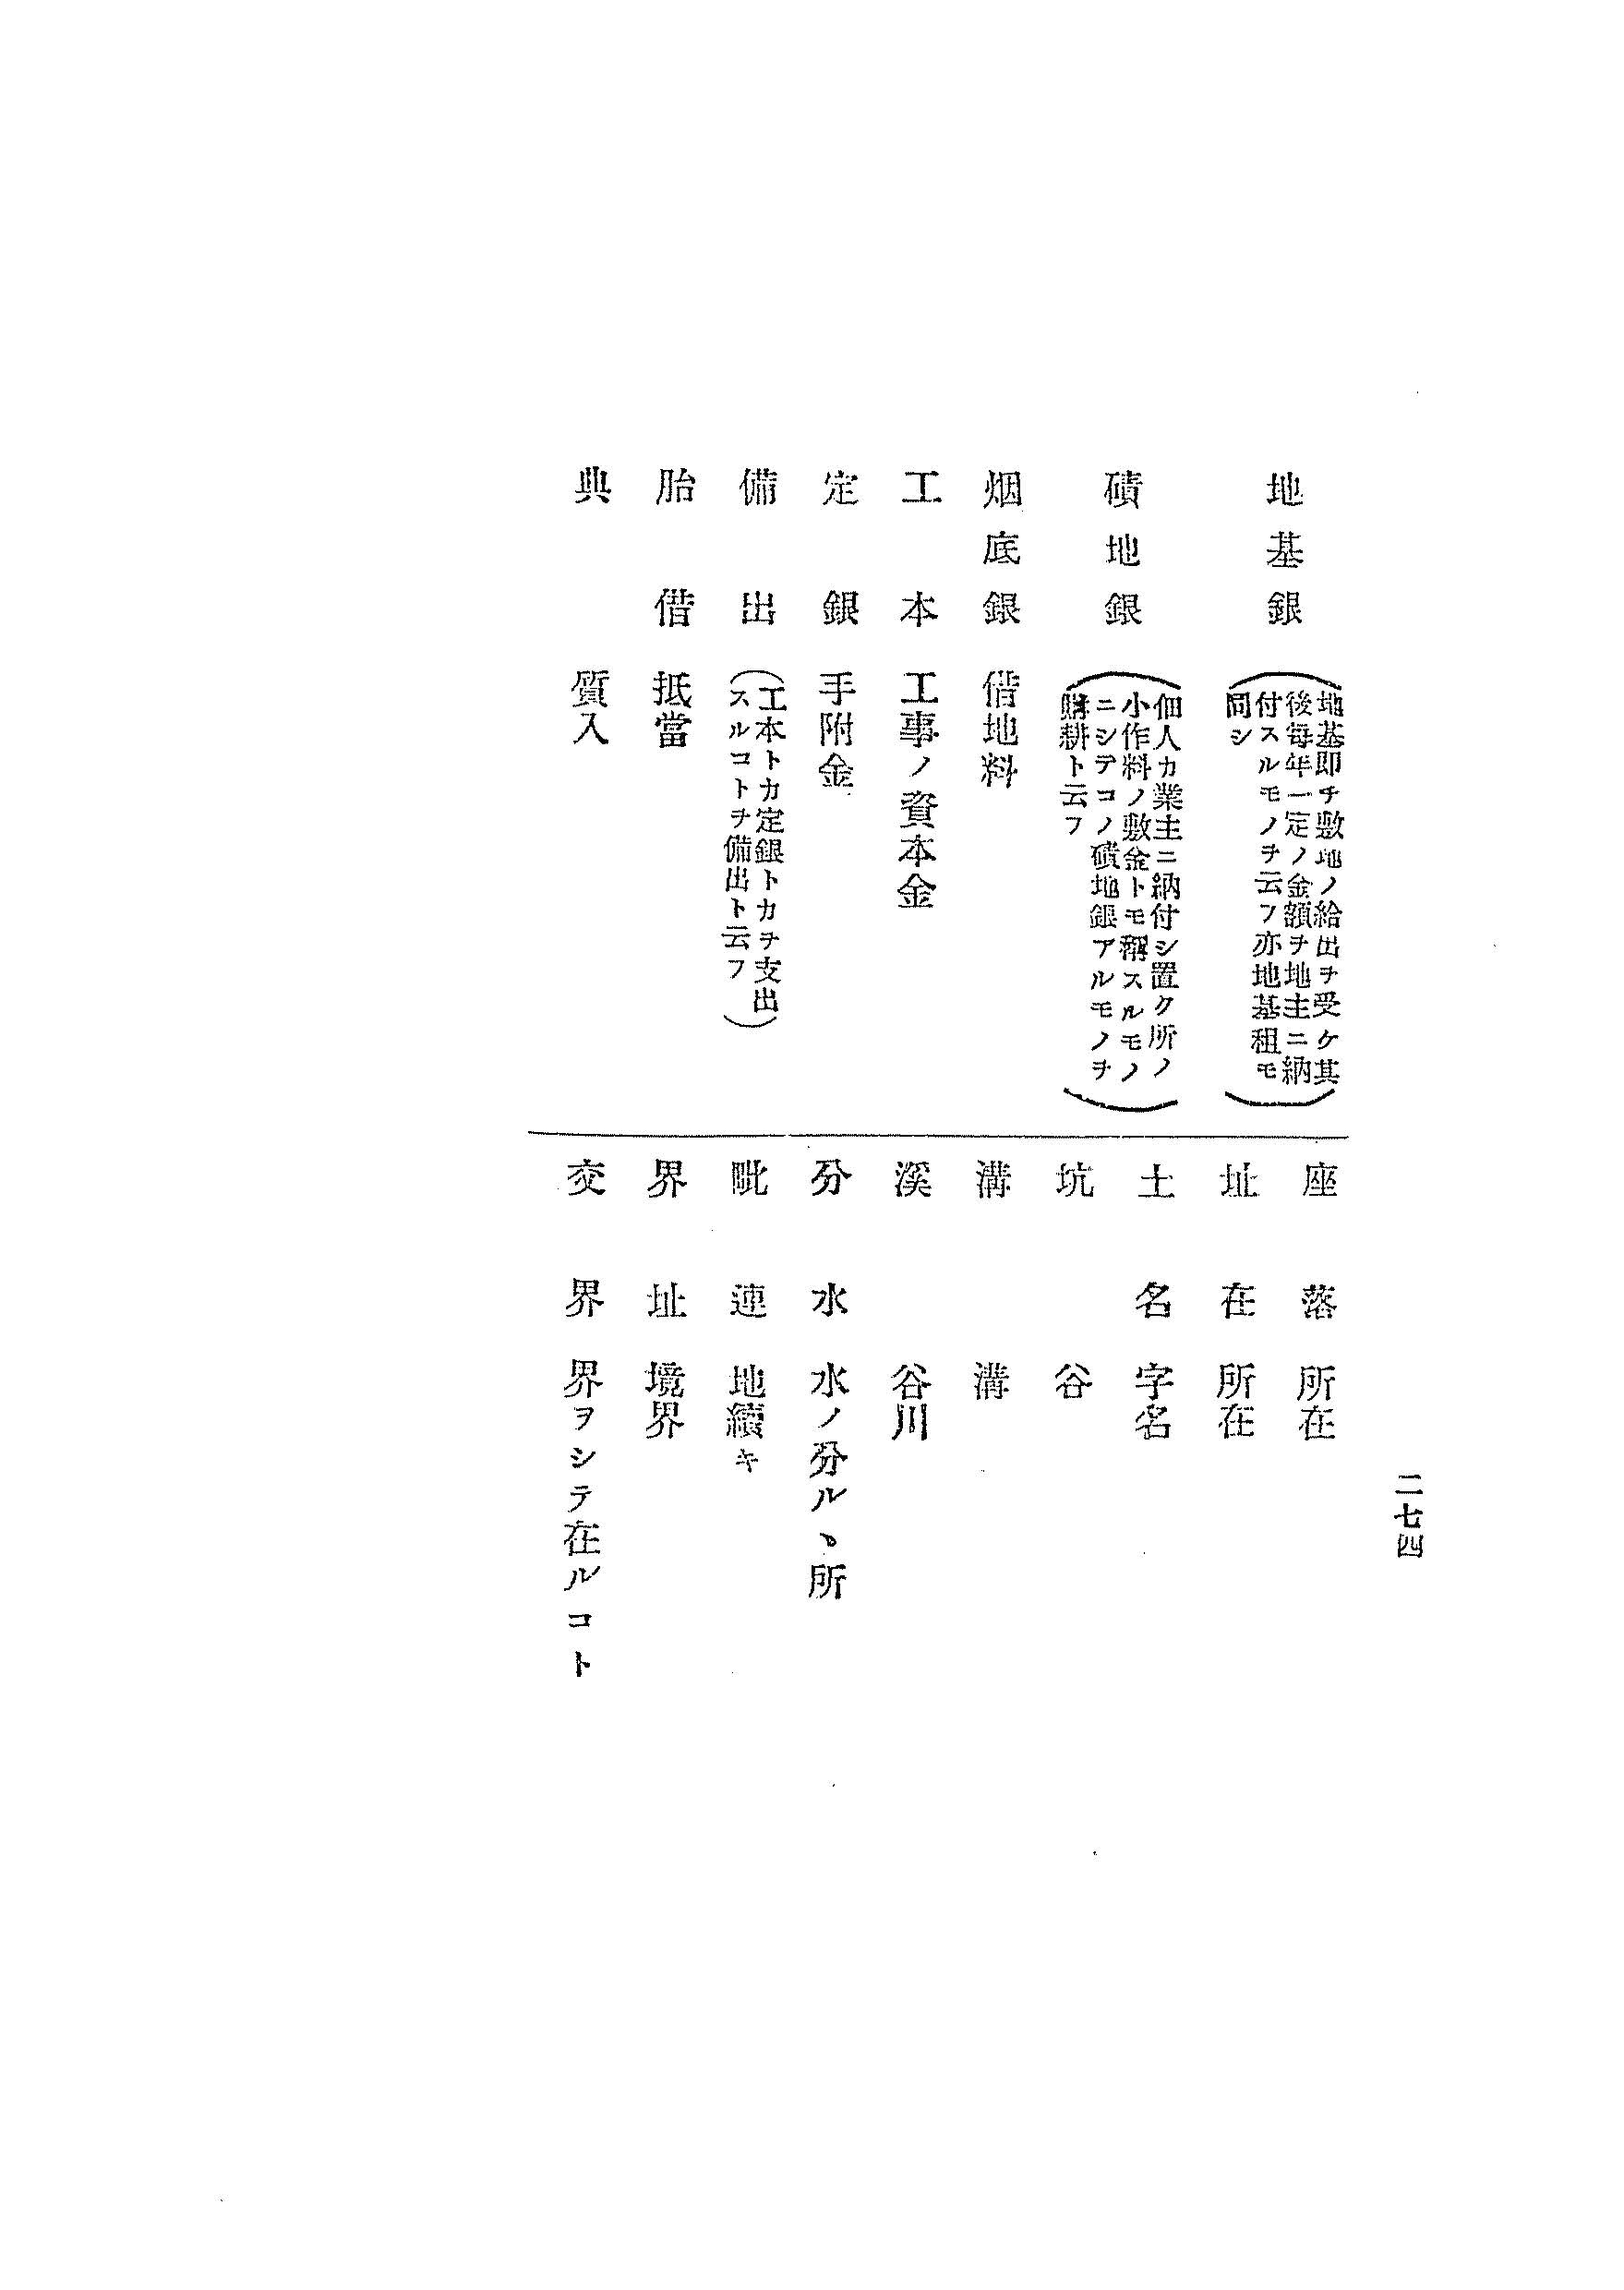 地基銀
(地基即チ敷地ノ給出ヲ受ケ其
後每年一定ノ金額ヲ地主ニ納
付スルモノヲ云フ亦地基租モ
同シ)
磧地銀
(佃人カ業主ニ納付シ置ク所ノ
小作料ノ敷金トモ稱スルモノ
ニシテコノ磧地銀アルモノヲ
購耕ト云フ)
烟底銀 借地料
工本 工事ノ資本金
定銀 手附金
備出
(工本トカ定銀トカヲ支出
スルコトヲ備出ト云フ)
胎借 抵當
典 質入
座落 所在
址在 所在
土名 字名
坑 谷
溝 溝
溪 谷川
分水 水ノ分ルヽ所
毗連 地續キ
界址 境界
交界 界ヲシテ在ルコト
二七四